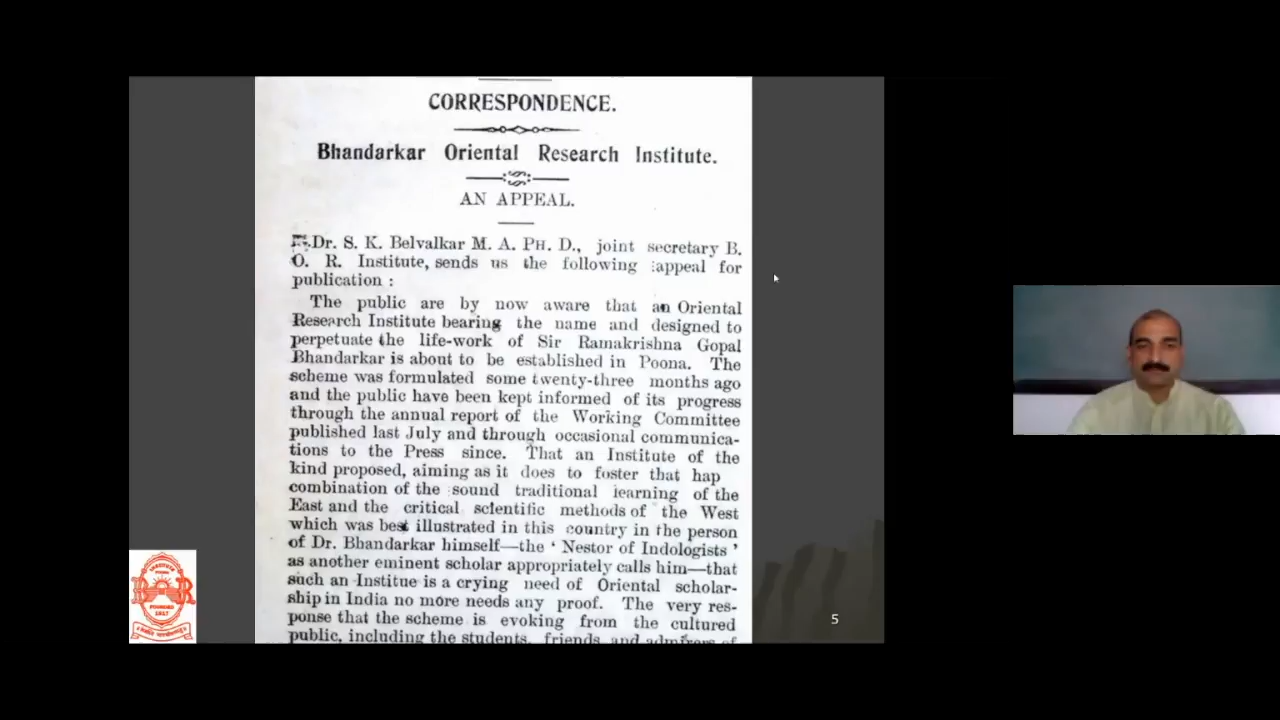 CORRESPONDENCE.
Bhandarkar Oriental Research Institute.
AN APPEAL.
Dr. S. K. Belvalkar M. A. PH. D., joint secretary B.
O. R. Institute, sends us the following appeal for
publication :
The public are by now aware that an Oriental
Research Institute bearing the name and designed to
perpetuate the life-work of Sir Ramakrishna Gopal
Bhandarkar is about to be established in Poona. The
scheme was formulated some twenty-three months ago
and the public have been kept informed of its progress
through the annual report of the Working Committee
published last July and through occasional communica-
tions to the Press since. That an Institute of the
kind proposed, aiming as it does to foster that hap
combination of the sound traditional learning of the
East and the critical scientific methods of the West
which was best illustrated in this country in the person
of Dr. Bhandarkar himself—the ‘ Nestor of Indologists ’
as another eminent scholar appropriately calls him—that
such an Institue is a crying need of Oriental scholar-
ship in India no more needs any proof. The very res-
ponse that the scheme is evoking from the cultured
public, including the students, friends and admirers of
INSTITUTE
B R
FOUNDED
1917
5